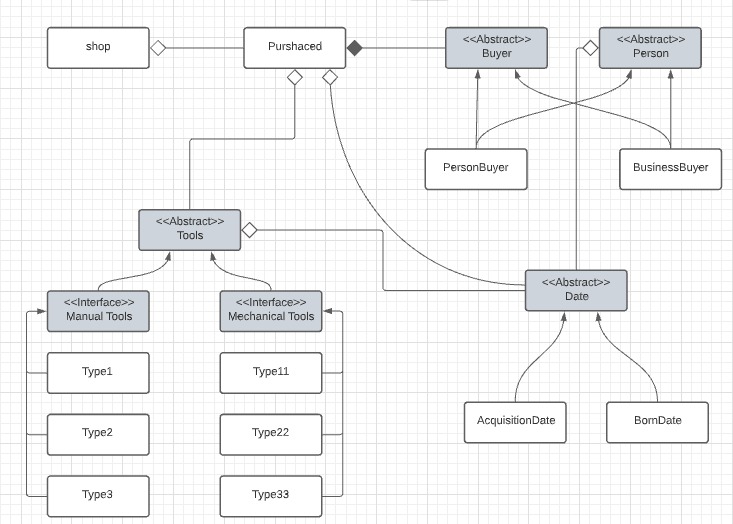 shop
Purshaced
<<Abstract>>
Buyer
<<Abstract>>
Person
PersonBuyer
BusinessBuyer
<<Abstract>>
Tools
<<Abstract>>
Date
<<Interface>>
Manual Tools
<<Interface>>
Mechanical Tools
Type1
Type11
Type2
Type22
AcquisitionDate
BornDate
Type3
Type33